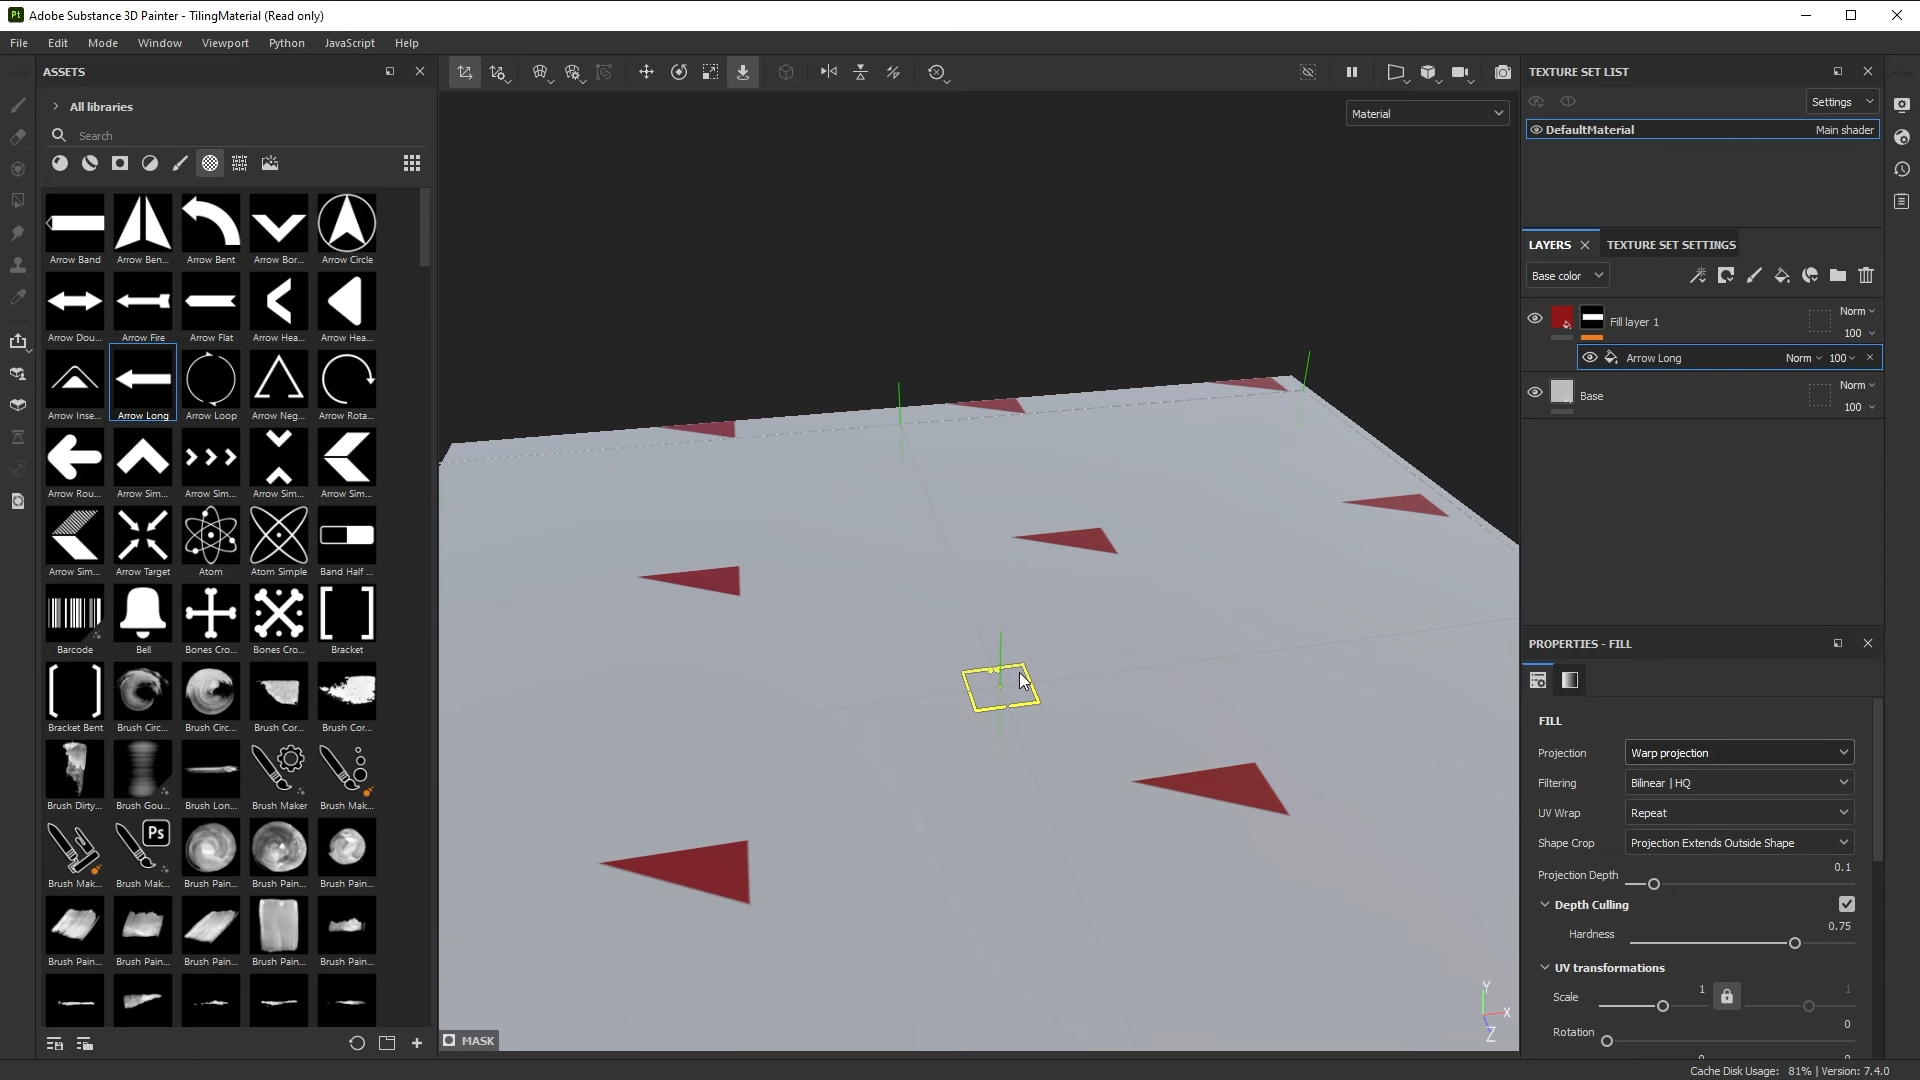 Pt Adobe Substance 3D Painter - TilingMaterial (Read only)
File Edit Mode Window Viewport Python JavaScript Help
ASSETS
All libraries
Search
Arrow Band Arrow Ben... Arrow Bent Arrow Bor... Arrow Circle
Arrow Dou... Arrow Fire Arrow Flat Arrow Hea... Arrow Hea...
Arrow Inse... Arrow Long Arrow Loop Arrow Neg... Arrow Rota...
Arrow Rou... Arrow Sim... Arrow Sim... Arrow Sim... Arrow Sim...
Arrow Sim... Arrow Target Atom Atom Simple Band Half ...
Barcode Bell Bones Cro... Bones Cro... Bracket
Bracket Bent Brush Circ... Brush Circ... Brush Cor... Brush Cor...
Brush Dirty... Brush Gou... Brush Lon... Brush Maker Brush Mak...
Ps
Brush Mak... Brush Mak... Brush Pain... Brush Pain... Brush Pain...
Brush Pain... Brush Pain... Brush Pain... Brush Pain... Brush Pain...
Material
MASK
Y
X
Z
TEXTURE SET LIST
Settings
DefaultMaterial Main shader
LAYERS TEXTURE SET SETTINGS
Base color
Norm
Fill layer 1
100
Arrow Long Norm 100
Norm
Base
100
PROPERTIES - FILL
FILL
Projection Warp projection
Filtering Bilinear | HQ
UV Wrap Repeat
Shape Crop Projection Extends Outside Shape
Projection Depth 0.1
Depth Culling
Hardness 0.75
UV transformations
Scale 1 1
Rotation 0
Cache Disk Usage: 81% | Version: 7.4.0